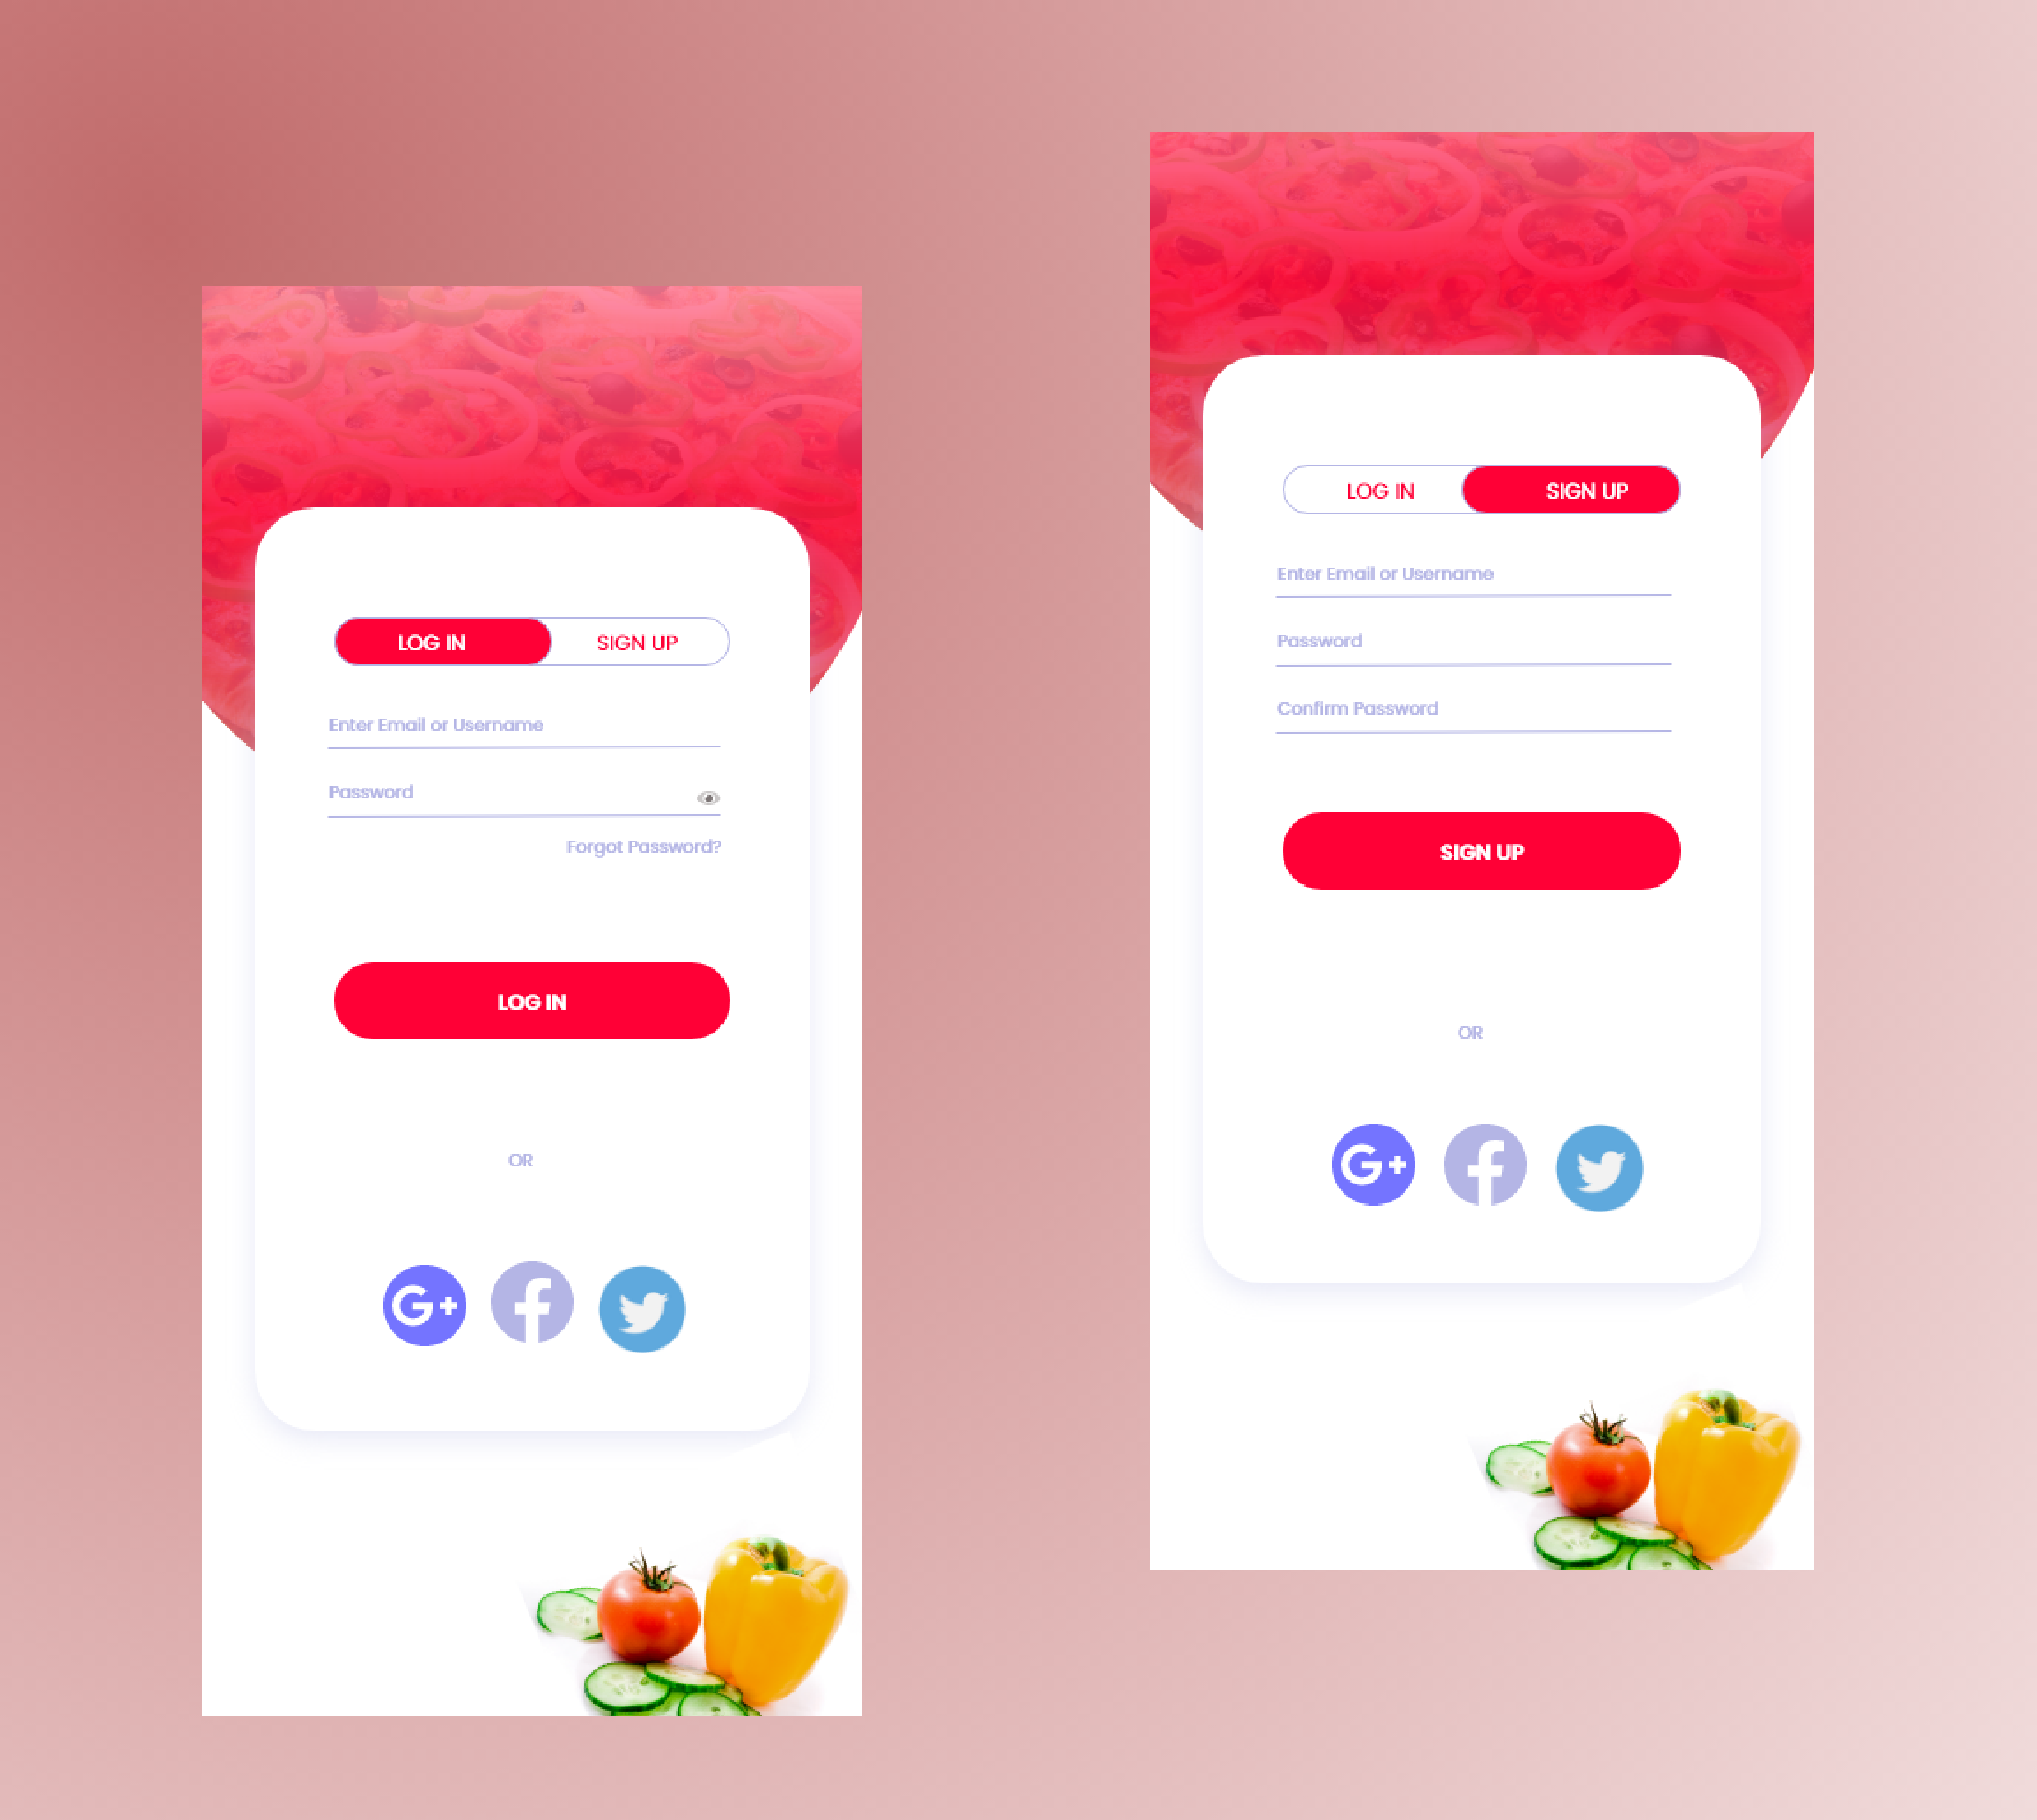 LOG IN SIGN UP
Enter Email or Username
Password
Forgot Password?
LOG IN
OR
G+
LOG IN SIGN UP
Enter Email or Username
Password
Confirm Password
SIGN UP
OR
G+